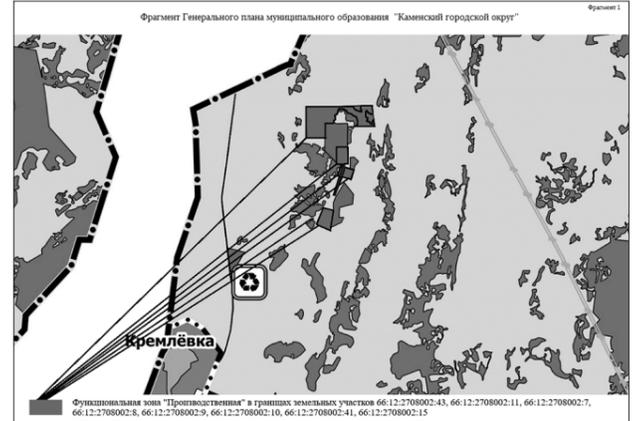 Фрагмент 1
Фрагмент Генерального плана муниципального образования "Каменский городской округ"
Кремлёвка
Функциональная зона "Производственная" в границах земельных участков 66:12:2708002:43, 66:12:2708002:11, 66:12:2708002:7,
66:12:2708002:8, 66:12:2708002:9, 66:12:2708002:10, 66:12:2708002:41, 66:12:2708002:15